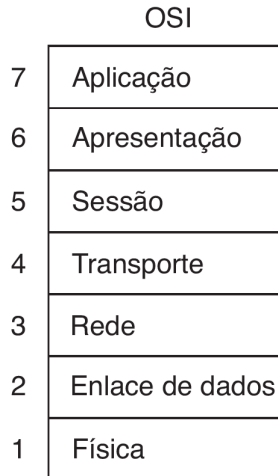 OSI
7 Aplicação
6 Apresentação
5 Sessão
4 Transporte
3 Rede
2 Enlace de dados
1 Física